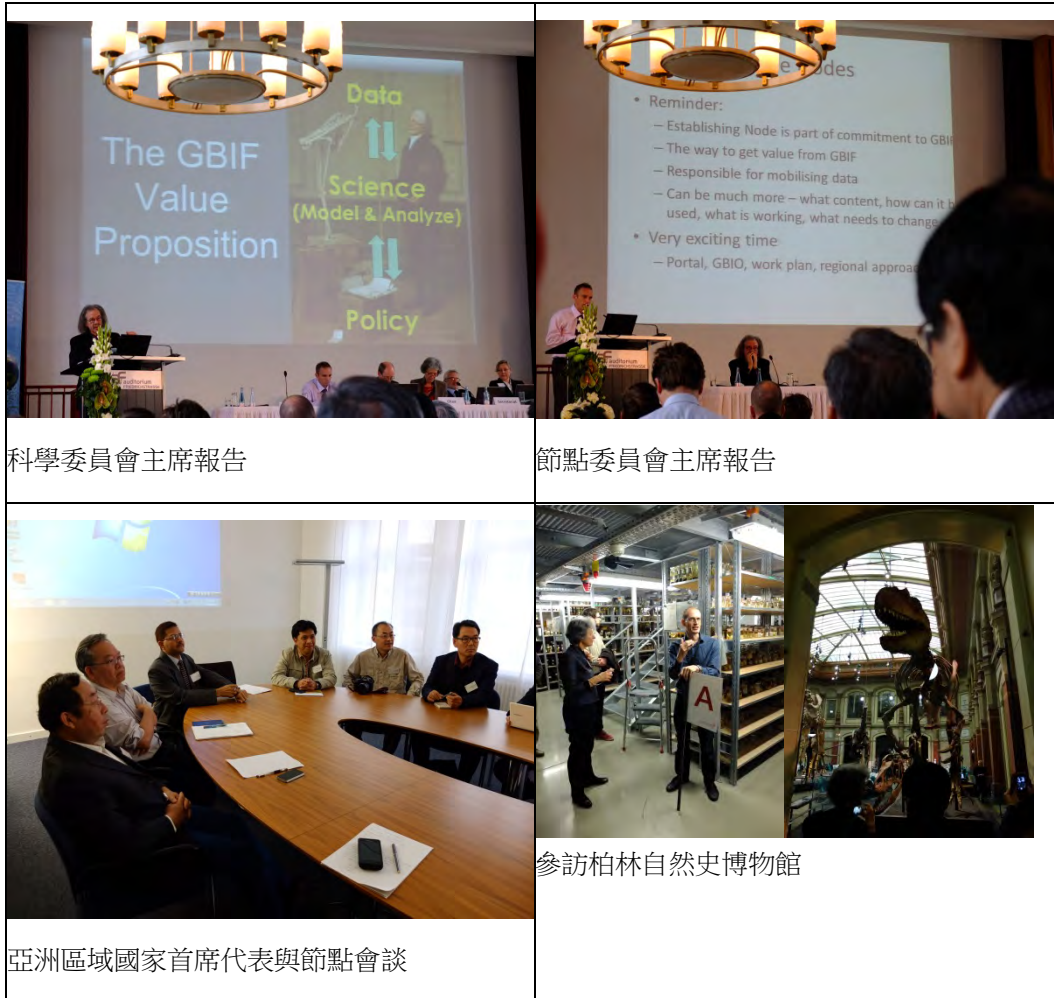 The GBIF
Value
Proposition
Data
Science
(Model & Analyze)
Policy
auditorium
科學委員會主席報告
• Reminder:
– Establishing Node is part of commitment to GBIF
– The way to get value from GBIF
– Responsible for mobilising data
– Can be much more – what content, how can it b
used, what is working, what needs to change
• Very exciting time
– Portal, GBIO, work plan, regional approa
auditorium
節點委員會主席報告
亞洲區域國家首席代表與節點會談
A
參訪柏林自然史博物館